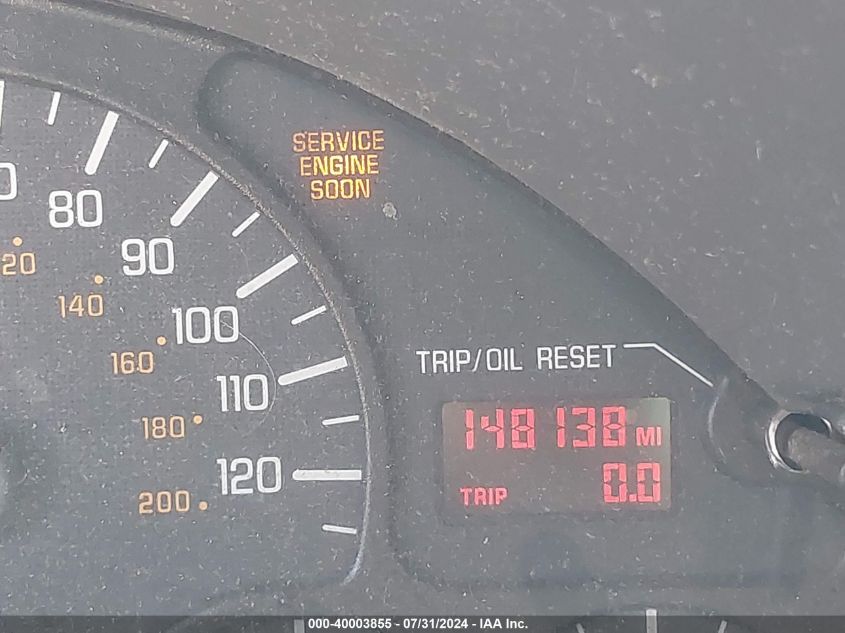 SERVICE
ENGINE
SOON
80
90
100
110
120
140
160
180
200
TRIP/OIL RESET
148138 MI
TRIP 0.0
000-40003855 - 07/31/2024 - IAA Inc.